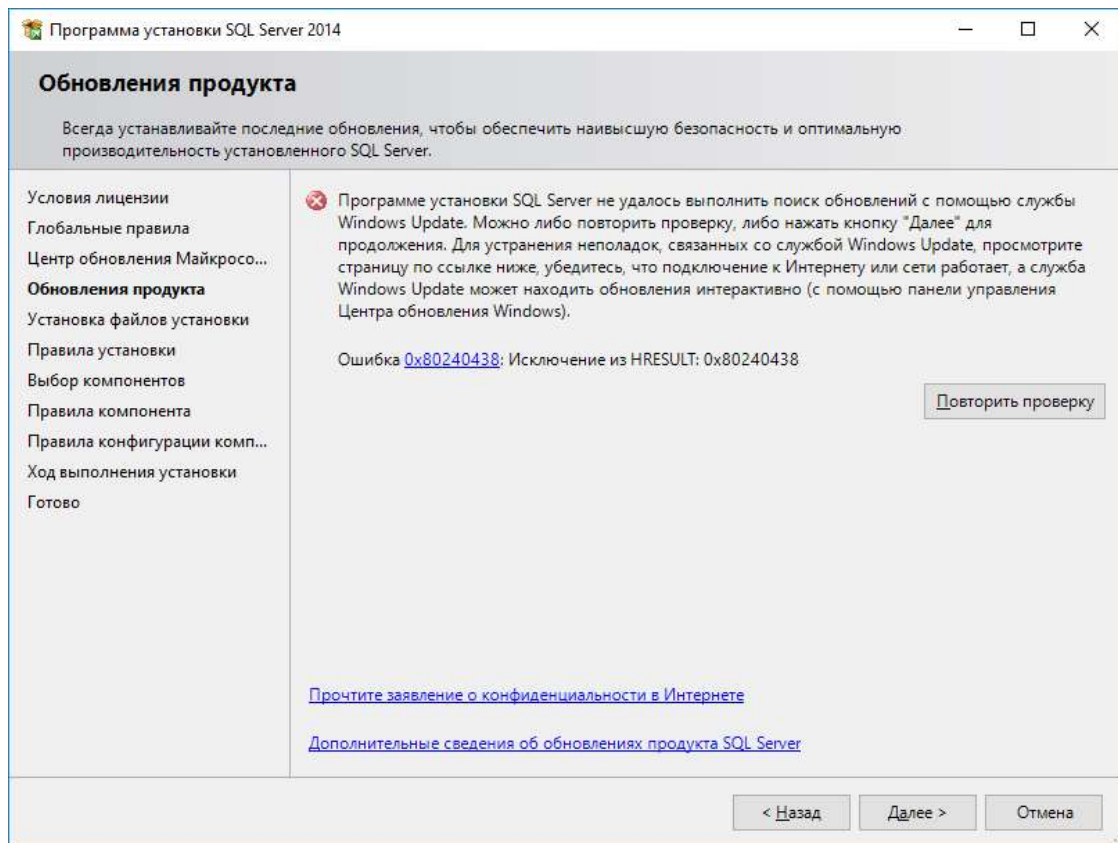 Программа установки SQL Server 2014
Обновления продукта
Всегда устанавливайте последние обновления, чтобы обеспечить наивысшую безопасность и оптимальную
производительность установленного SQL Server.
Условия лицензии
Глобальные правила
Центр обновления Майкросо...
Обновления продукта
Установка файлов установки
Правила установки
Выбор компонентов
Правила компонента
Правила конфигурации комп...
Ход выполнения установки
Готово
Программе установки SQL Server не удалось выполнить поиск обновлений с помощью службы
Windows Update. Можно либо повторить проверку, либо нажать кнопку "Далее" для
продолжения. Для устранения неполадок, связанных со службой Windows Update, просмотрите
страницу по ссылке ниже, убедитесь, что подключение к Интернету или сети работает, а служба
Windows Update может находить обновления интерактивно (с помощью панели управления
Центра обновления Windows).
Ошибка 0x80240438: Исключение из HRESULT: 0x80240438
Повторить проверку
Прочтите заявление о конфиденциальности в Интернете
Дополнительные сведения об обновлениях продукта SQL Server
< Назад
Далее >
Отмена